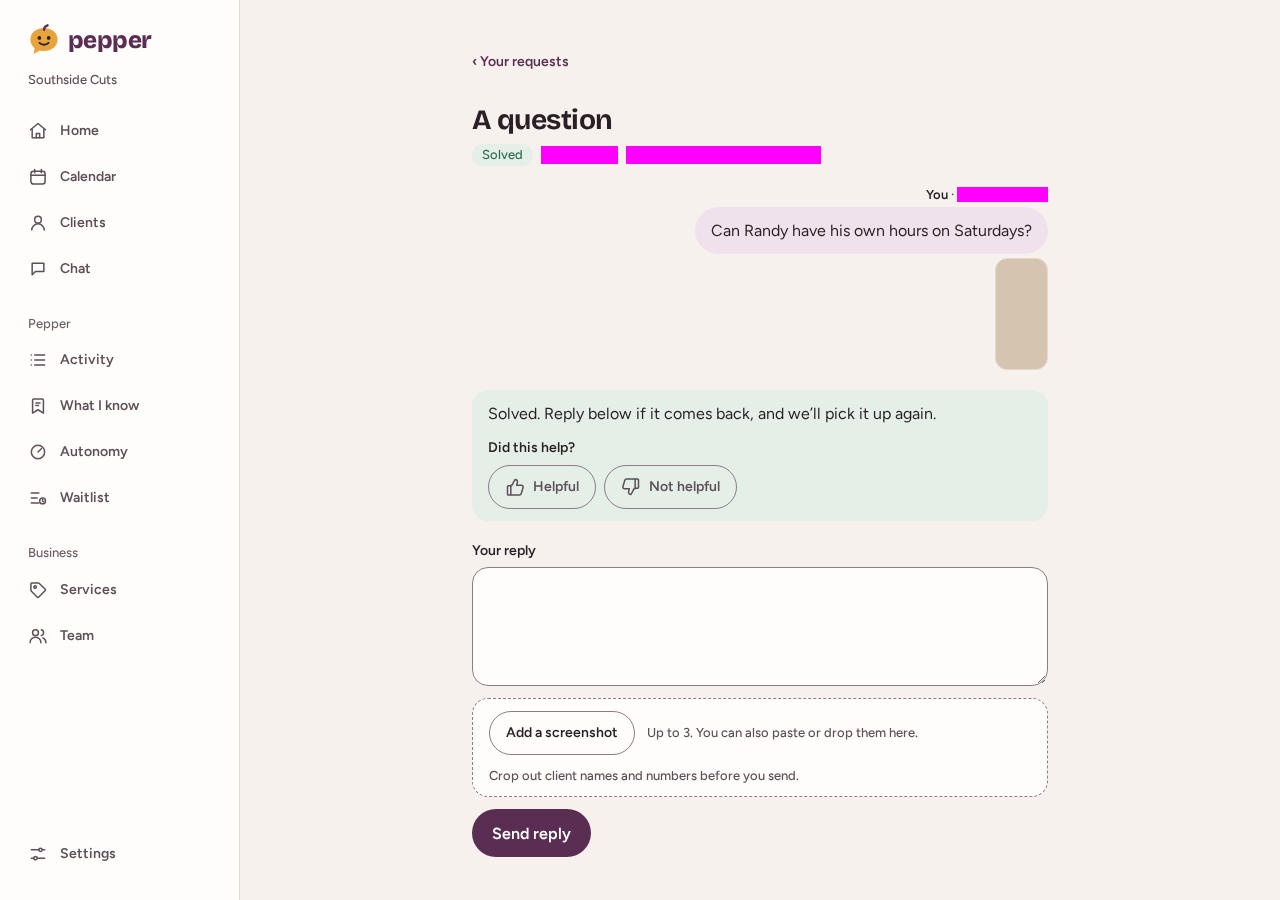 pepper
Southside Cuts
Home
Calendar
Clients
Chat
Pepper
Activity
What I know
Autonomy
Waitlist
Business
Services
Team
Settings
‹ Your requests
A question
Solved
You ·
Can Randy have his own hours on Saturdays?
Solved. Reply below if it comes back, and we’ll pick it up again.
Did this help?
Helpful
Not helpful
Your reply
Add a screenshot
Up to 3. You can also paste or drop them here.
Crop out client names and numbers before you send.
Send reply